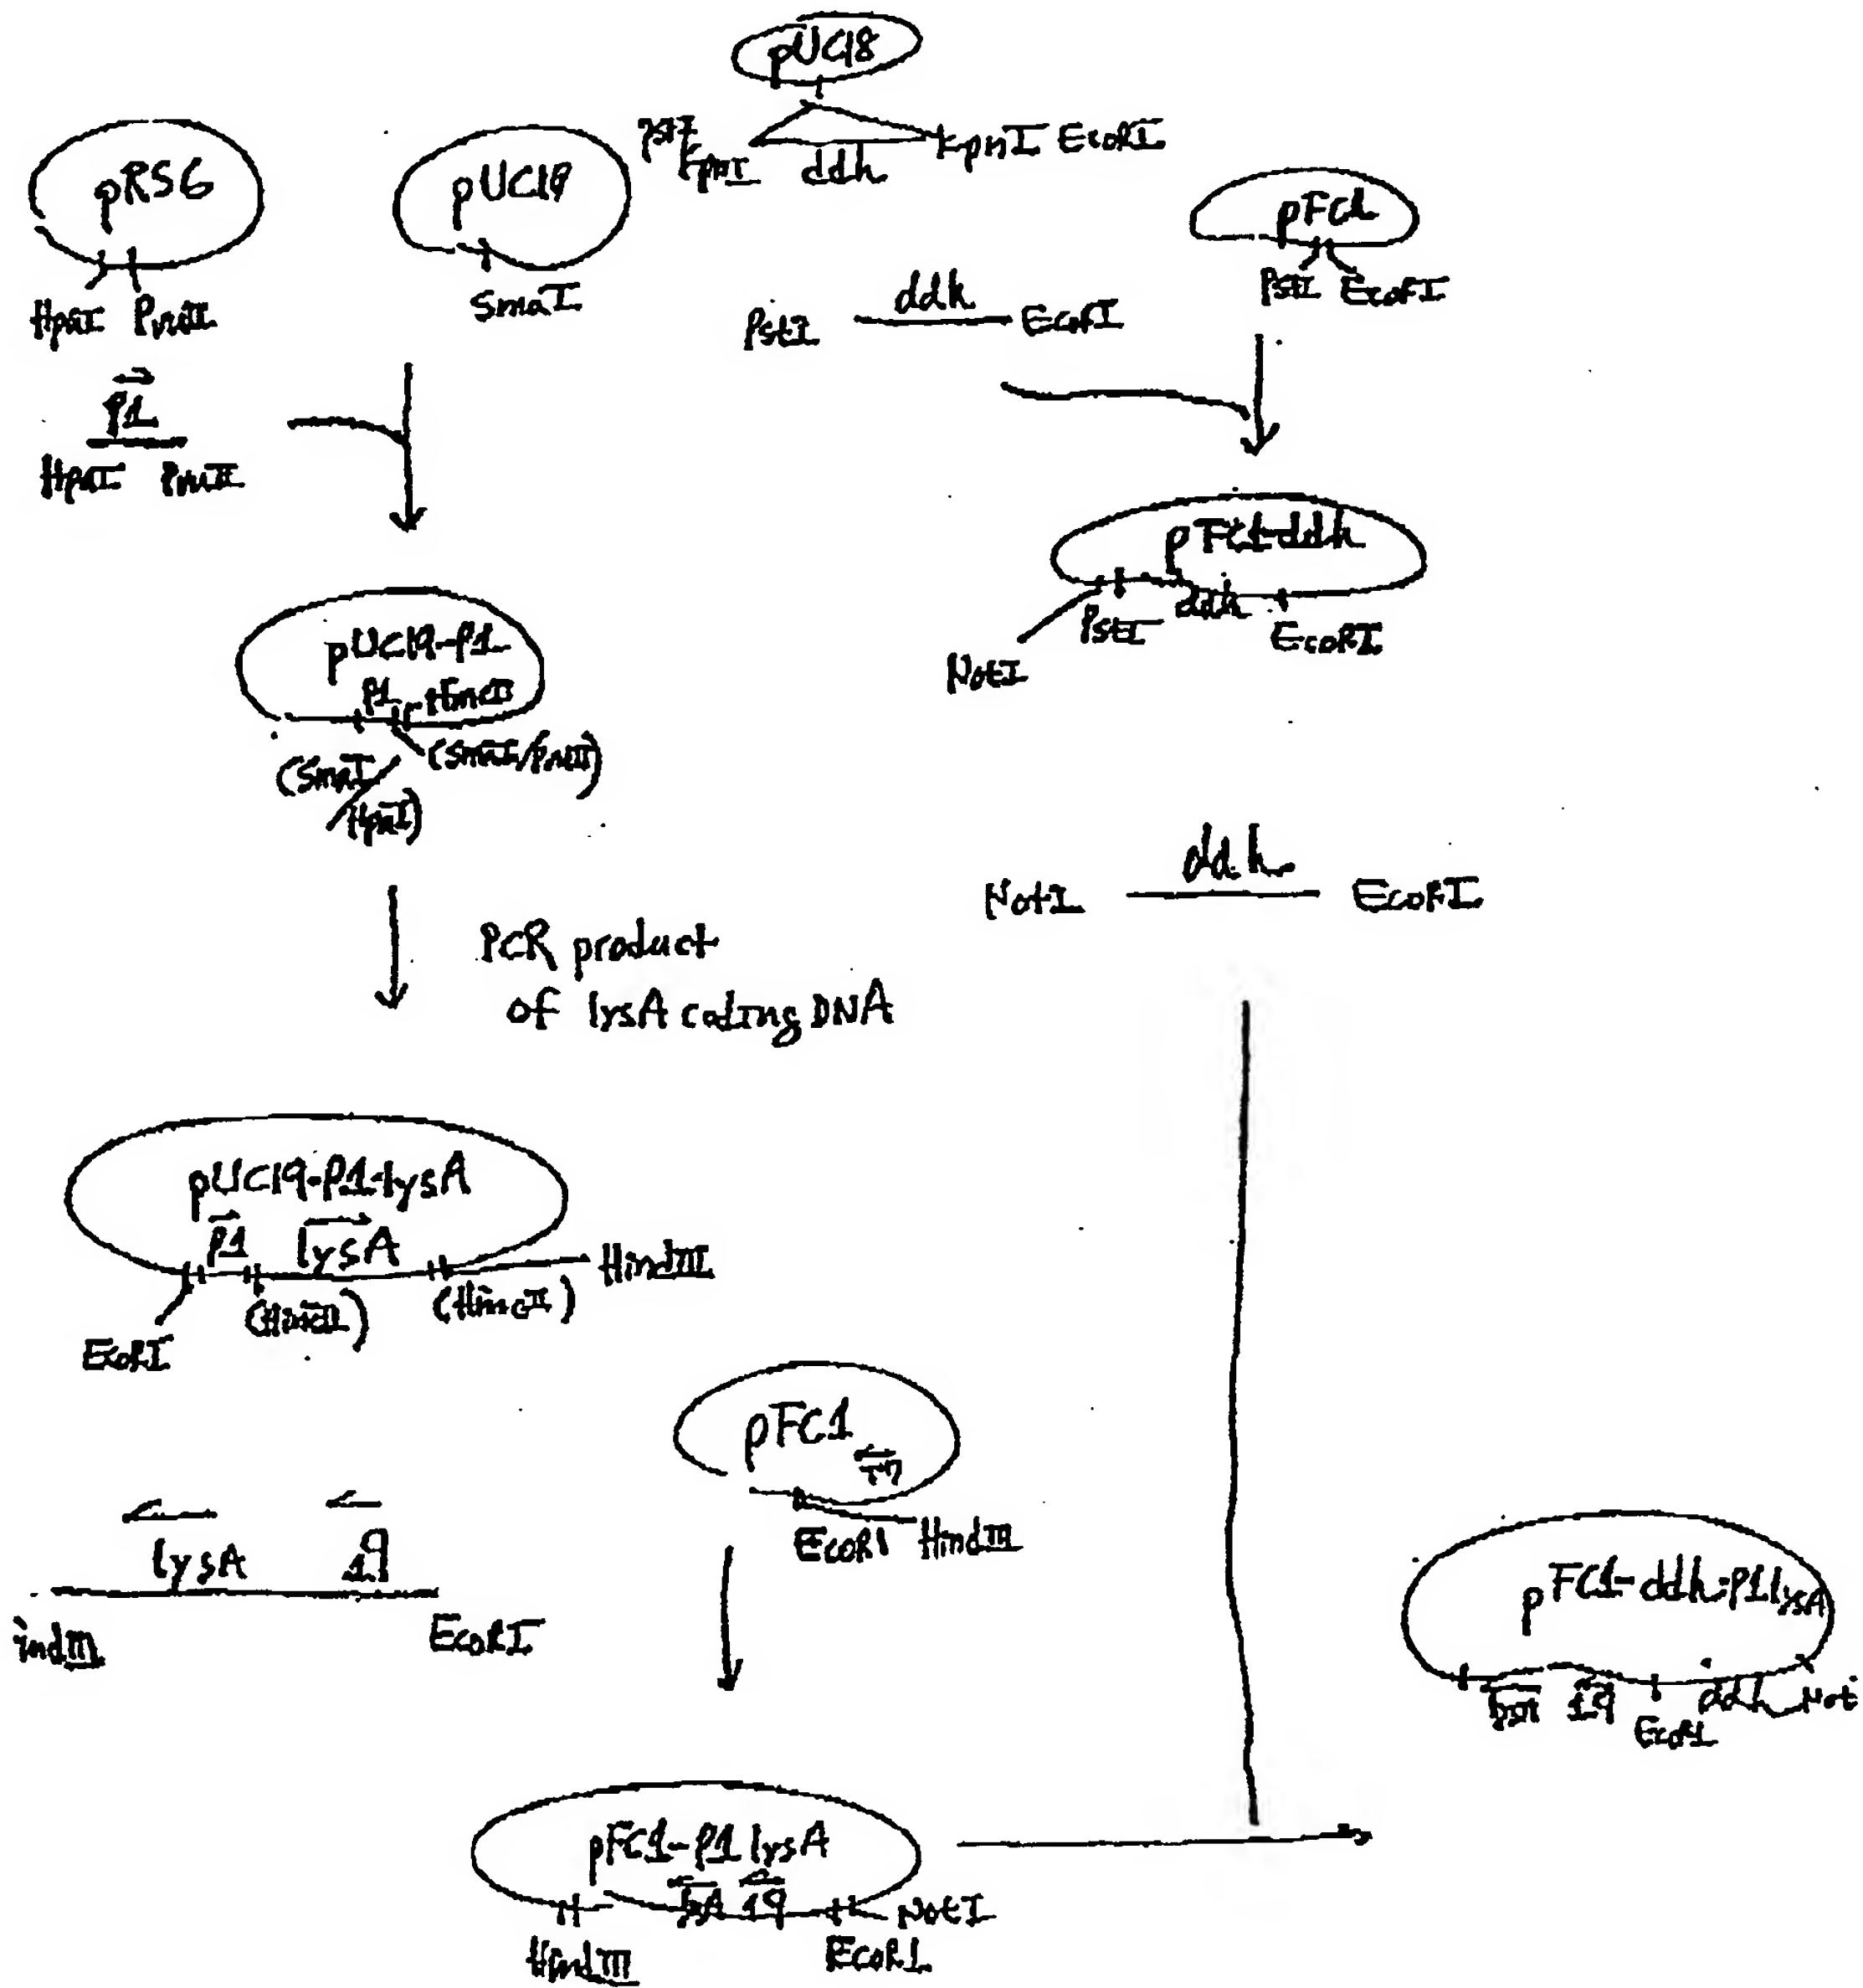 pUC18
PstI
KpnI
ddh
KpnI EcoRI
pRS6
pUC19
pFC1
HpaI PvuII
SmaI
PstI EcoRI
PstI ddh EcoRI
P1
HpaI PvuII
pFC1-ddh
PstI ddh
EcoRI
NotI
pUC19-P1
P1 HincII
(SmaI/PvuII)
(SmaI/
HpaI)
ddh
NotI EcoRI
PCR product
of lysA coding DNA
pUC19-P1-lysA
P1 lysA
HindIII
(HincII) (HincII)
EcoRI
pFC1
EcoRI HindIII
lysA
indIII
EcoRI
pFC1-ddh:P1lysA
ddh Not
EcoRI
pFC1-P1 lysA
NotI
HindIII
EcoRI